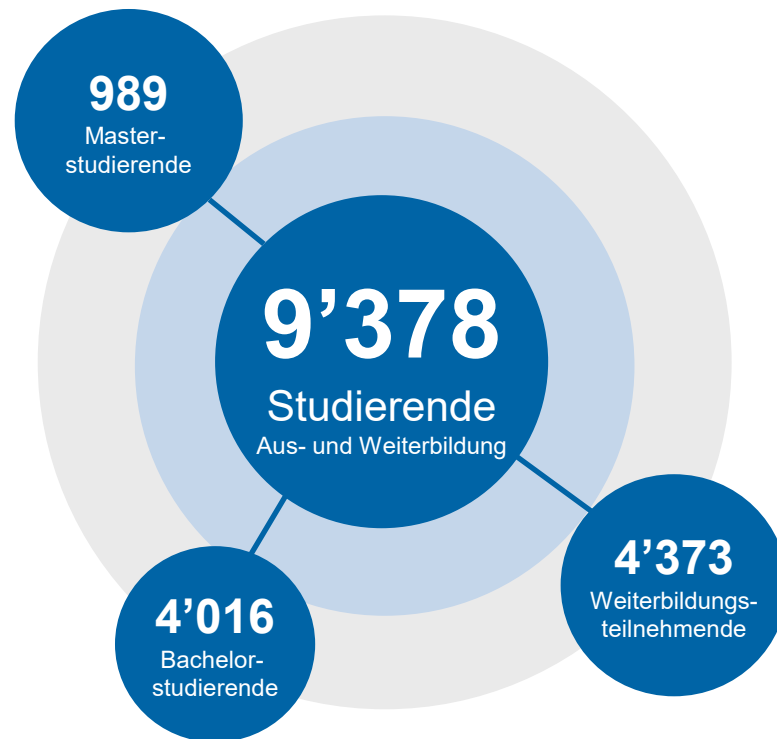 989
Master-
studierende
9’378
Studierende
Aus- und Weiterbildung
4’373
Weiterbildungs-
teilnehmende
4’016
Bachelor-
studierende